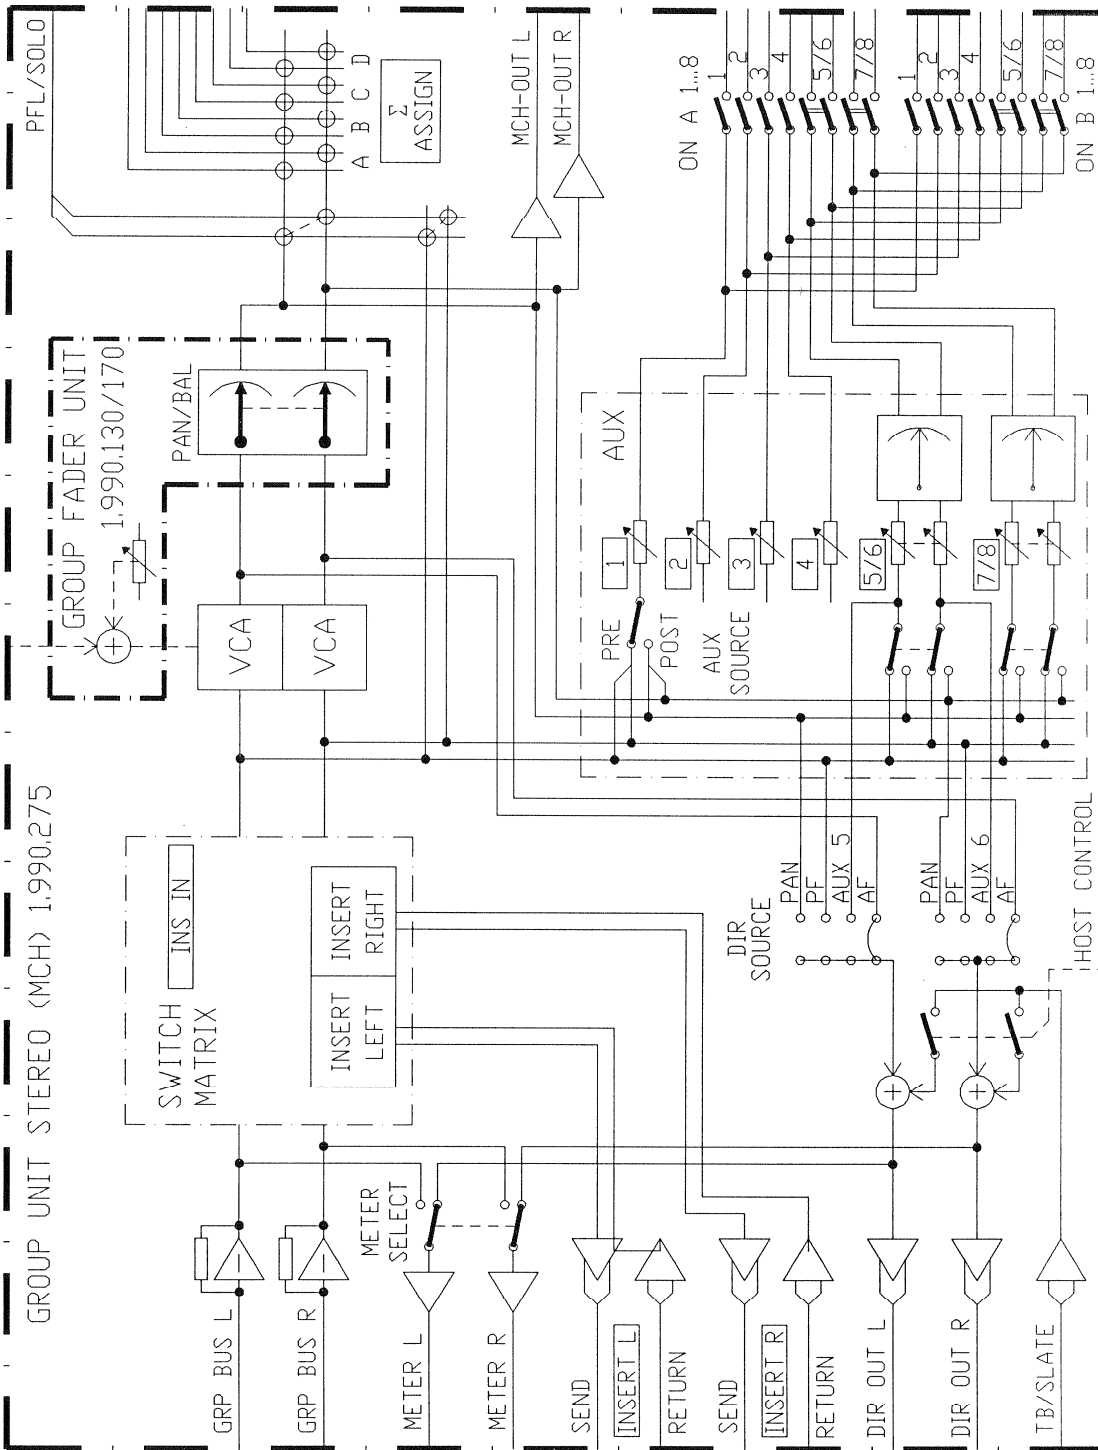 GROUP UNIT STEREO (MCH) 1.990.275
GROUP FADER UNIT
1.990.130/170
PFL/SOLO
A B C D
Σ
ASSIGN
PAN/BAL
VCA
VCA
MCH-OUT L
MCH-OUT R
SWITCH
MATRIX
INS IN
INSERT
LEFT
INSERT
RIGHT
GRP BUS L
GRP BUS R
METER
SELECT
METER L
METER R
SEND
INSERT L
RETURN
SEND
INSERT R
RETURN
DIR OUT L
DIR OUT R
TB/SLATE
DIR
SOURCE
PAN
PF
AUX 5
AF
PAN
PF
AUX 6
AF
HOST CONTROL
AUX
PRE
POST
AUX
SOURCE
1
2
3
4
5/6
7/8
ON A 1...8
1
2
3
4
5/6
7/8
ON B 1...8
1
2
3
4
5/6
7/8